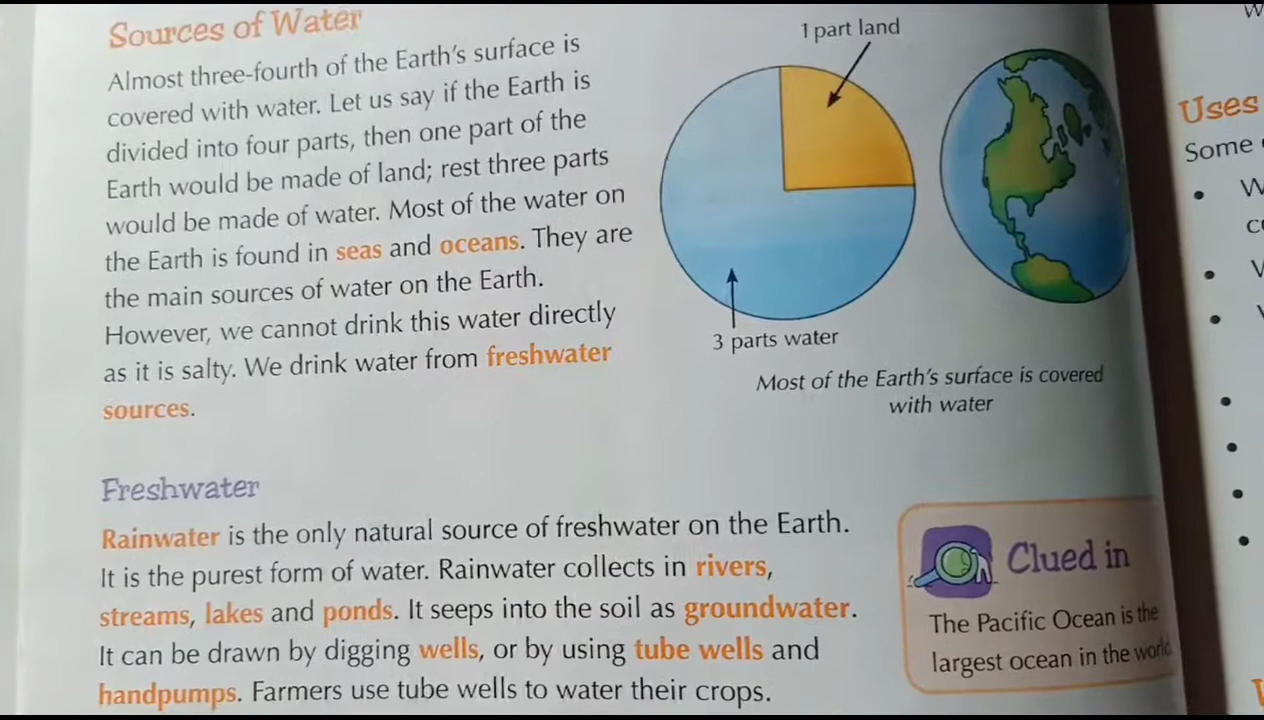 Sources of Water
Almost three-fourth of the Earth's surface is
covered with water. Let us say if the Earth is
divided into four parts, then one part of the
Earth would be made of land; rest three parts
would be made of water. Most of the water on
the Earth is found in seas and oceans. They are
the main sources of water on the Earth.
However, we cannot drink this water directly
as it is salty. We drink water from freshwater
sources.
1 part land
3 parts water
Most of the Earth's surface is covered
with water
Freshwater
Rainwater is the only natural source of freshwater on the Earth.
It is the purest form of water. Rainwater collects in rivers,
streams, lakes and ponds. It seeps into the soil as groundwater.
It can be drawn by digging wells, or by using tube wells and
handpumps. Farmers use tube wells to water their crops.
Clued in
The Pacific Ocean is the
largest ocean in the world.
Uses
Some